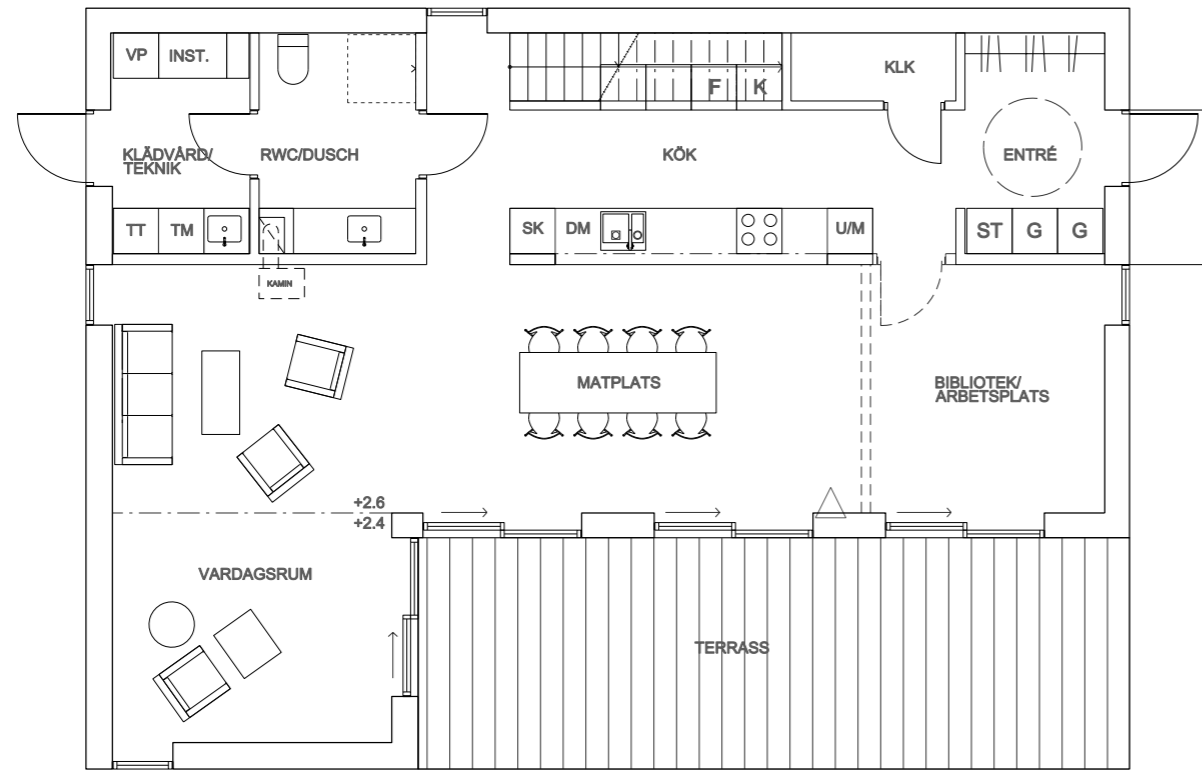 VP
INST.
F
K
KLK
KLÄDVÅRD/
TEKNIK
RWC/DUSCH
KÖK
ENTRÉ
TT
TM
SK
DM
U/M
ST
G
G
KAMIN
MATPLATS
BIBLIOTEK/
ARBETSPLATS
+2.6
+2.4
VARDAGSRUM
TERRASS